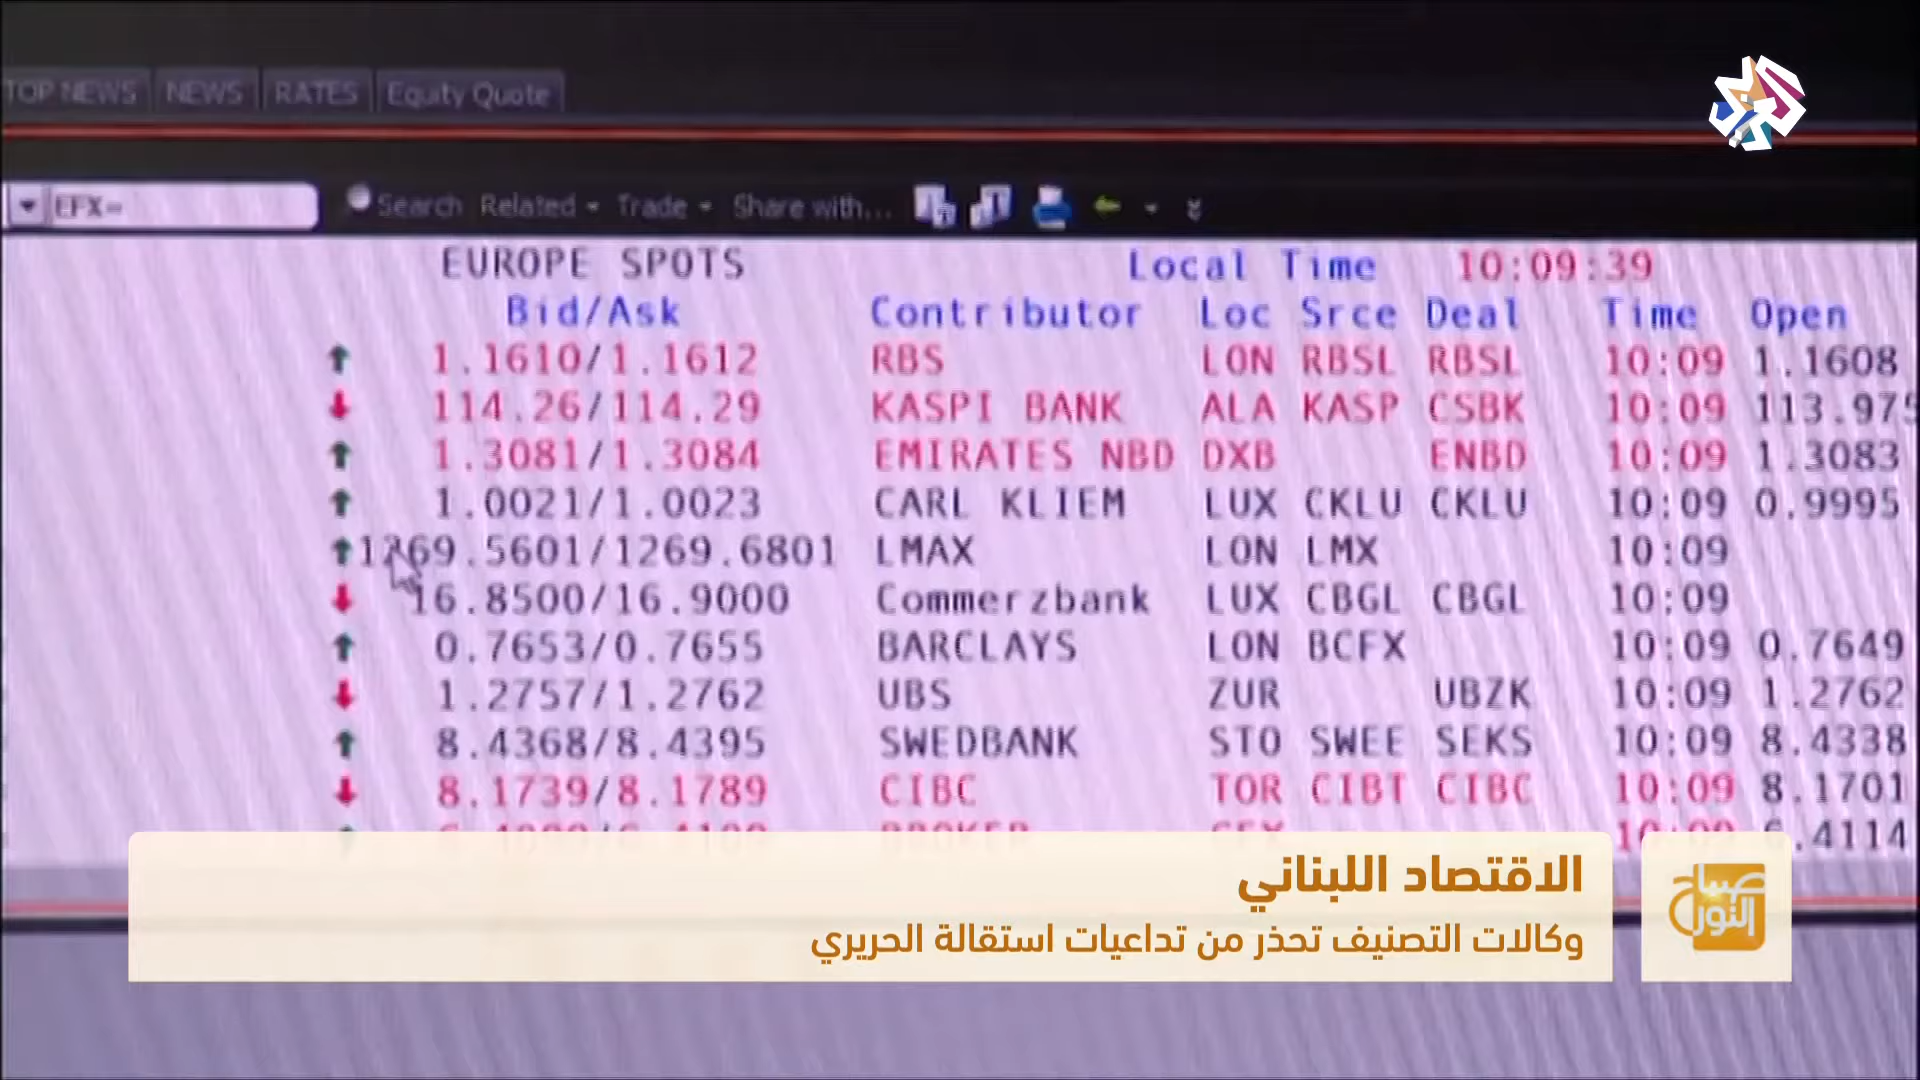 TOP NEWS NEWS RATES Equity Quote
EFX= Search Related Trade Share with...
EUROPE SPOTS Local Time 10:09:39
Bid/Ask Contributor Loc Srce Deal Time Open
1.1610/1.1612 RBS LON RBSL RBSL 10:09 1.1608
114.26/114.29 KASPI BANK ALA KASP CSBK 10:09 113.975
1.3081/1.3084 EMIRATES NBD DXB ENBD 10:09 1.3083
1.0021/1.0023 CARL KLIEM LUX CKLU CKLU 10:09 0.9995
1269.5601/1269.6801 LMAX LON LMX 10:09
16.8500/16.9000 Commerzbank LUX CBGL CBGL 10:09
0.7653/0.7655 BARCLAYS LON BCFX 10:09 0.7649
1.2757/1.2762 UBS ZUR UBZK 10:09 1.2762
8.4368/8.4395 SWEDBANK STO SWEE SEKS 10:09 8.4338
8.1739/8.1789 CIBC TOR CIBT CIBC 10:09 8.1701
6.4114
الاقتصاد اللبناني
وكالات التصنيف تحذر من تداعيات استقالة الحريري
صباح
النور